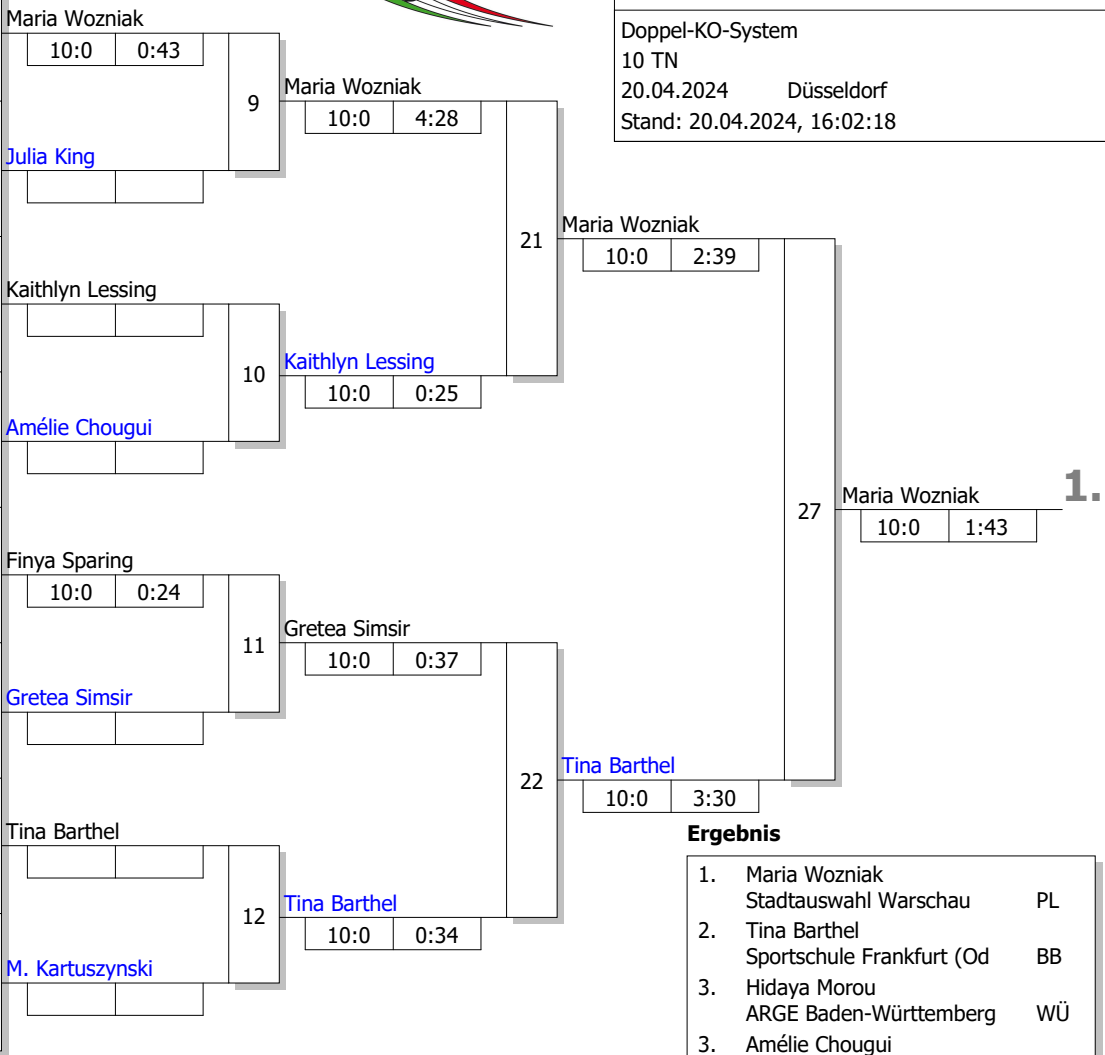 Doppel-KO-System
10 TN
20.04.2024 Düsseldorf
Stand: 20.04.2024, 16:02:18
Maria Wozniak
10:0 0:43
9
Julia King
Maria Wozniak
10:0 4:28
21
Kaithlyn Lessing
10
Amélie Chougui
Kaithlyn Lessing
10:0 0:25
Maria Wozniak
10:0 2:39
27
Maria Wozniak
10:0 1:43
1.
Finya Sparing
10:0 0:24
11
Gretea Simsir
Gretea Simsir
10:0 0:37
22
Tina Barthel
12
M. Kartuszynski
Tina Barthel
10:0 0:34
Tina Barthel
10:0 3:30
Ergebnis
1. Maria Wozniak
Stadtauswahl Warschau PL
2. Tina Barthel
Sportschule Frankfurt (Od BB
3. Hidaya Morou
ARGE Baden-Württemberg WÜ
3. Amélie Chougui